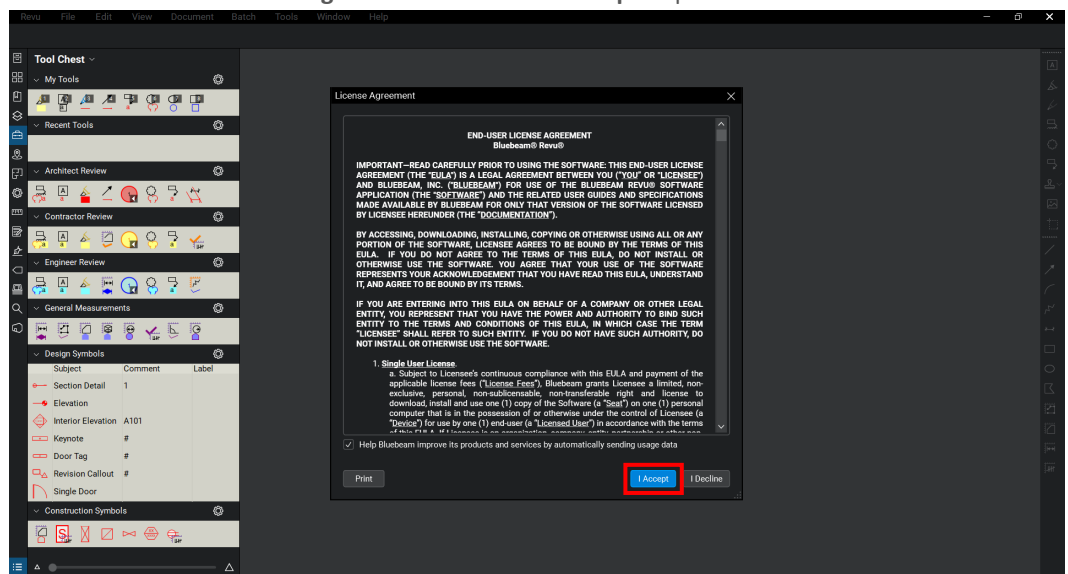 Revu File Edit View Document Batch Tools Window Help
Tool Chest
My Tools
Recent Tools
Architect Review
Contractor Review
Engineer Review
General Measurements
Design Symbols
Subject Comment Label
Section Detail 1
Elevation
Interior Elevation A101
Keynote #
Door Tag #
Revision Callout #
Single Door
Construction Symbols
License Agreement
END-USER LICENSE AGREEMENT
Bluebeam® Revu®
IMPORTANT—READ CAREFULLY PRIOR TO USING THE SOFTWARE: THIS END-USER LICENSE
AGREEMENT (THE "EULA") IS A LEGAL AGREEMENT BETWEEN YOU ("YOU" OR "LICENSEE")
AND BLUEBEAM, INC. ("BLUEBEAM") FOR USE OF THE BLUEBEAM REVU® SOFTWARE
APPLICATION (THE "SOFTWARE") AND THE RELATED USER GUIDES AND SPECIFICATIONS
MADE AVAILABLE BY BLUEBEAM FOR ONLY THAT VERSION OF THE SOFTWARE LICENSED
BY LICENSEE HEREUNDER (THE "DOCUMENTATION").
BY ACCESSING, DOWNLOADING, INSTALLING, COPYING OR OTHERWISE USING ALL OR ANY
PORTION OF THE SOFTWARE, LICENSEE AGREES TO BE BOUND BY THE TERMS OF THIS
EULA. IF YOU DO NOT AGREE TO THE TERMS OF THIS EULA, DO NOT INSTALL OR
OTHERWISE USE THE SOFTWARE. YOU AGREE THAT YOUR USE OF THE SOFTWARE
REPRESENTS YOUR ACKNOWLEDGEMENT THAT YOU HAVE READ THIS EULA, UNDERSTAND
IT, AND AGREE TO BE BOUND BY ITS TERMS.
IF YOU ARE ENTERING INTO THIS EULA ON BEHALF OF A COMPANY OR OTHER LEGAL
ENTITY, YOU REPRESENT THAT YOU HAVE THE POWER AND AUTHORITY TO BIND SUCH
ENTITY TO THE TERMS AND CONDITIONS OF THIS EULA, IN WHICH CASE THE TERM
"LICENSEE" SHALL REFER TO SUCH ENTITY. IF YOU DO NOT HAVE SUCH AUTHORITY, DO
NOT INSTALL OR OTHERWISE USE THE SOFTWARE.
1. Single User License.
a. Subject to Licensee's continuous compliance with this EULA and payment of the
applicable license fees ("License Fees"), Bluebeam grants Licensee a limited, non-
exclusive, personal, non-sublicensable, non-transferable right and license to
download, install and use one (1) copy of the Software (a "Seat") on one (1) personal
computer that is in the possession of or otherwise under the control of Licensee (a
"Device") for use by one (1) end-user (a "Licensed User") in accordance with the terms
Help Bluebeam improve its products and services by automatically sending usage data
Print
I Accept
I Decline